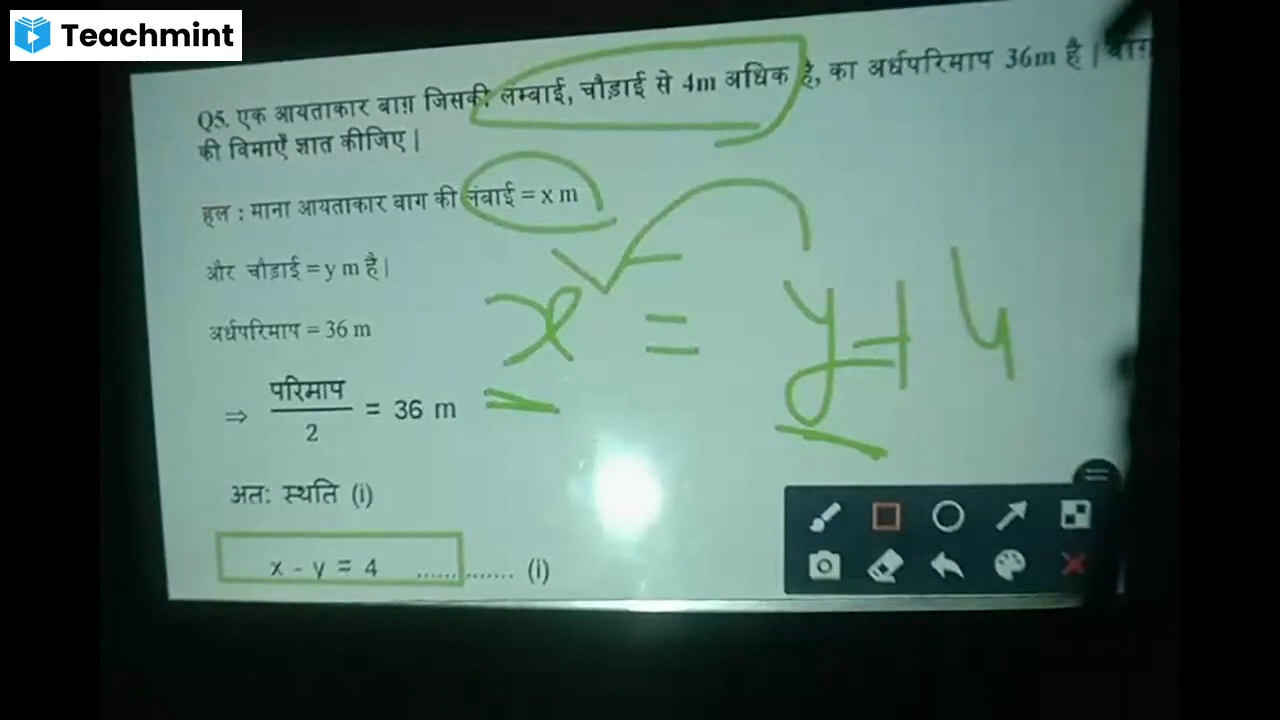 Teachmint
Q5. एक आयताकार बाग़ जिसकी लम्बाई, चौड़ाई से 4m अधिक है, का अर्धपरिमाप 36m है | बाग़
की विमाएँ ज्ञात कीजिए |
हल : माना आयताकार बाग की लंबाई = x m
और चौड़ाई = y m है |
x = y + 4
अर्धपरिमाप = 36 m
⇒ परिमाप / 2 = 36 m
अत: स्थति (i)
x - y = 4 ................ (i)